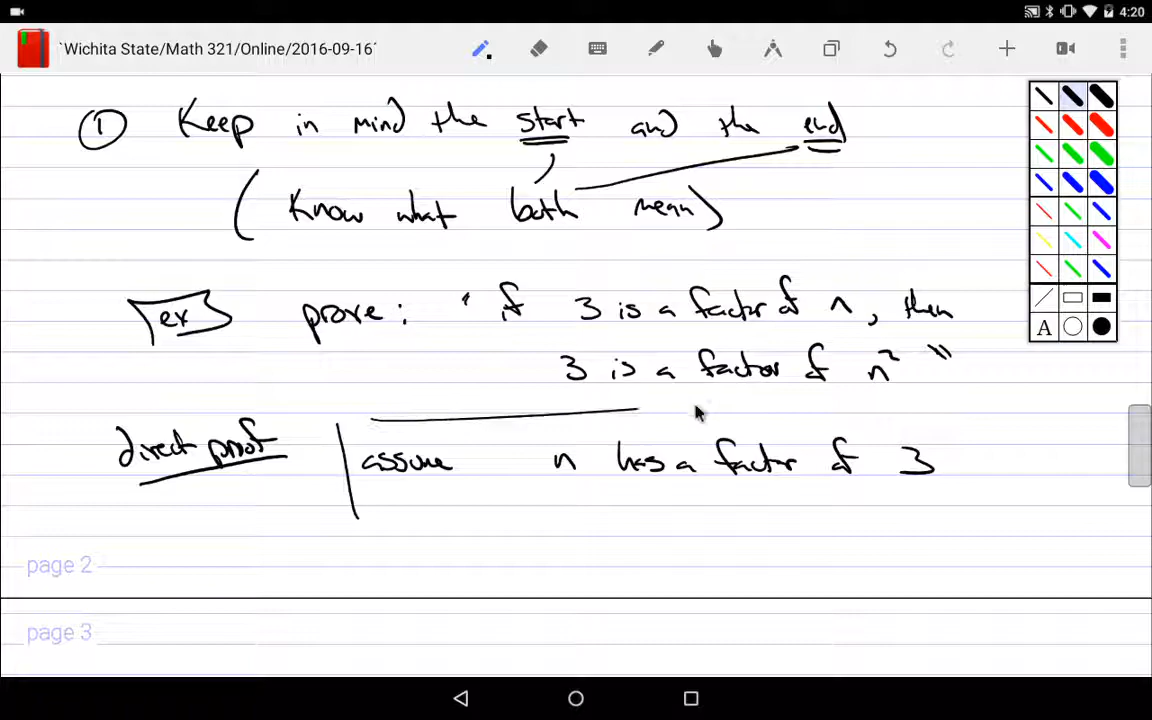 4:20
`Wichita State/Math 321/Online/2016-09-16`
① Keep in mind the start and the end
(Know what both mean)
ex prove: "if 3 is a factor of n, then
3 is a factor of n²"
direct proof assume n has a factor of 3
A
page 2
page 3